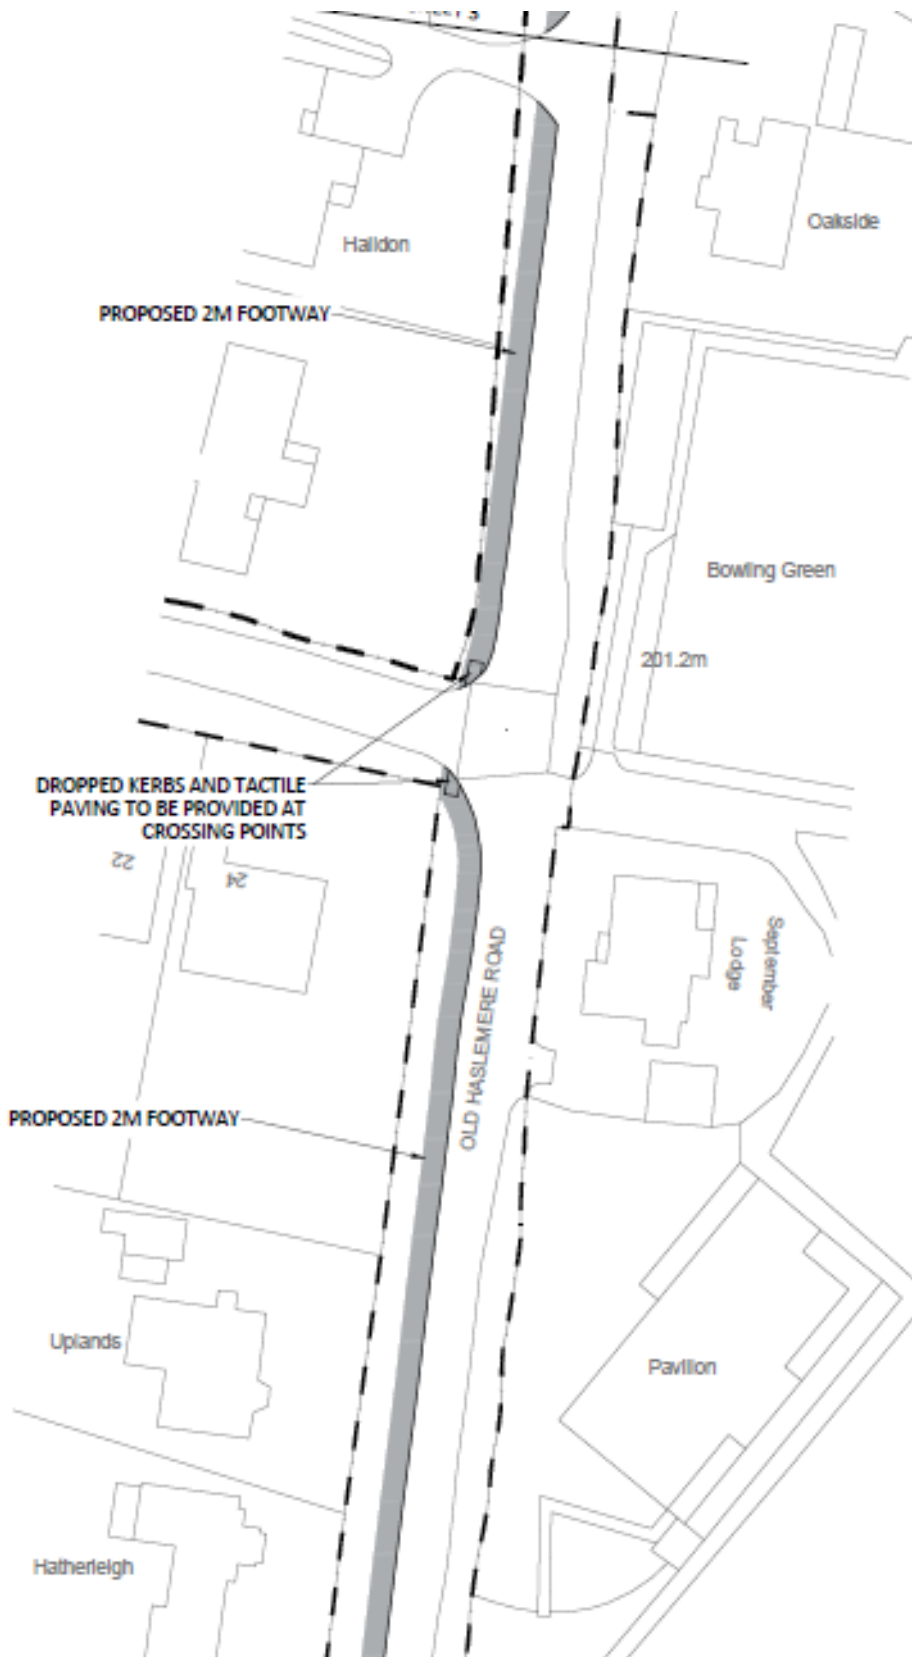 Oakside
Halldon
PROPOSED 2M FOOTWAY
Bowling Green
201.2m
DROPPED KERBS AND TACTILE
PAVING TO BE PROVIDED AT
CROSSING POINTS
22
24
September
Lodge
OLD HASLEMERE ROAD
PROPOSED 2M FOOTWAY
Uplands
Pavilion
Hatherleigh